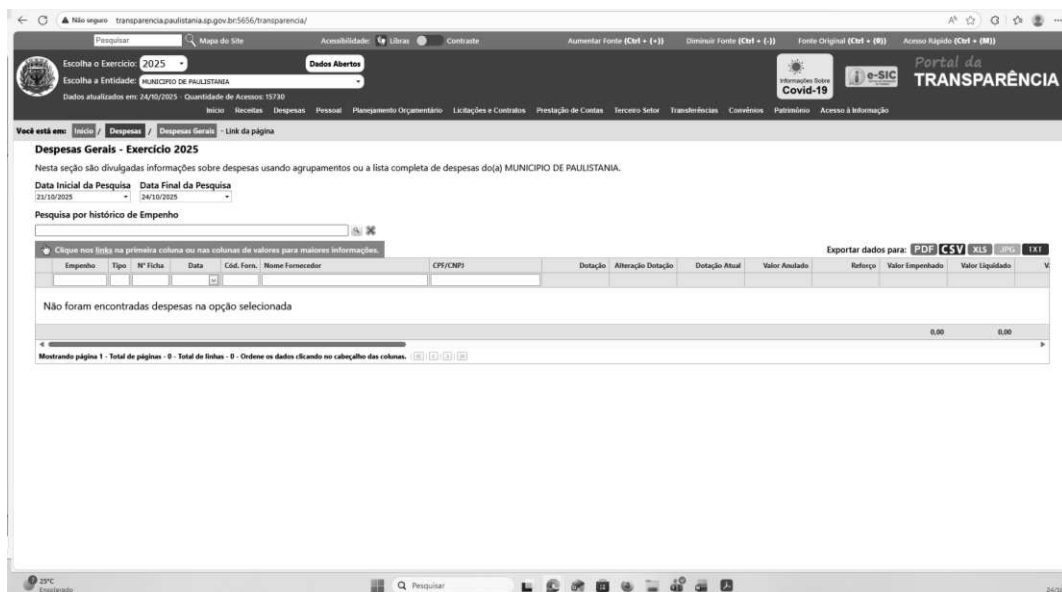 Não seguro transparencia.paulistania.sp.gov.br:5656/transparencia/
Pesquisar Mapa do Site Acessibilidade: Libras Contraste Aumentar Fonte (Ctrl + (+)) Diminuir Fonte (Ctrl + (-)) Fonte Original (Ctrl + (0)) Acesso Rápido (Ctrl + (M))
Escolha o Exercício: 2025 Dados Abertos
Escolha a Entidade: MUNICIPIO DE PAULISTANIA
Dados atualizados em: 24/10/2025 - Quantidade de Acessos: 15730
Informações Sobre
Covid-19
e-SIC
Portal da
TRANSPARÊNCIA
Início Receitas Despesas Pessoal Planejamento Orçamentário Licitações e Contratos Prestação de Contas Terceiro Setor Transferências Convênios Patrimônio Acesso à Informação
Você está em: Início / Despesas / Despesas Gerais - Link da página
Despesas Gerais - Exercício 2025
Nesta seção são divulgadas informações sobre despesas usando agrupamentos ou a lista completa de despesas do(a) MUNICIPIO DE PAULISTANIA.
Data Inicial da Pesquisa Data Final da Pesquisa
21/10/2025 24/10/2025
Pesquisa por histórico de Empenho
Clique nos links na primeira coluna ou nas colunas de valores para maiores informações. Exportar dados para: PDF CSV XLS JPG TXT
Empenho Tipo Nº Ficha Data Cód. Forn. Nome Fornecedor CPF/CNPJ Dotação Alteração Dotação Dotação Atual Valor Anulado Reforço Valor Empenhado Valor Liquidado V
Não foram encontradas despesas na opção selecionada
0,00 0,00
Mostrando página 1 - Total de páginas - 0 - Total de linhas - 0 - Ordene os dados clicando no cabeçalho das colunas.
25°C
Ensolarado
Pesquisar